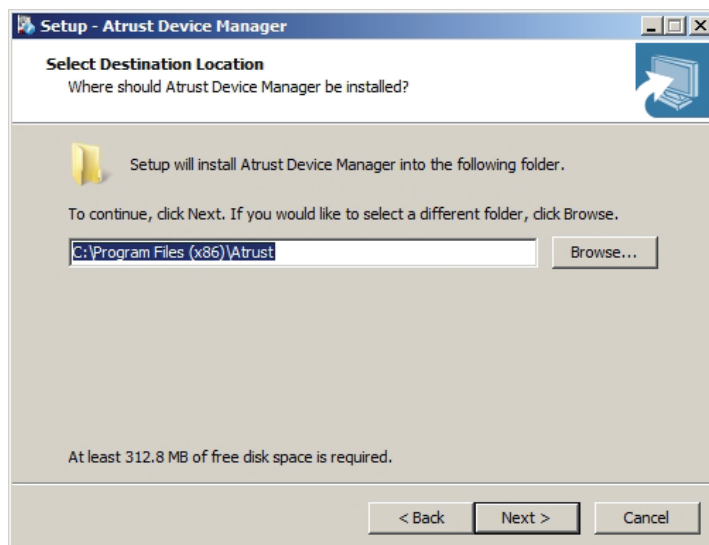 Setup - Atrust Device Manager
Select Destination Location
Where should Atrust Device Manager be installed?
Setup will install Atrust Device Manager into the following folder.
To continue, click Next. If you would like to select a different folder, click Browse.
C:\Program Files (x86)\Atrust
Browse...
At least 312.8 MB of free disk space is required.
< Back
Next >
Cancel